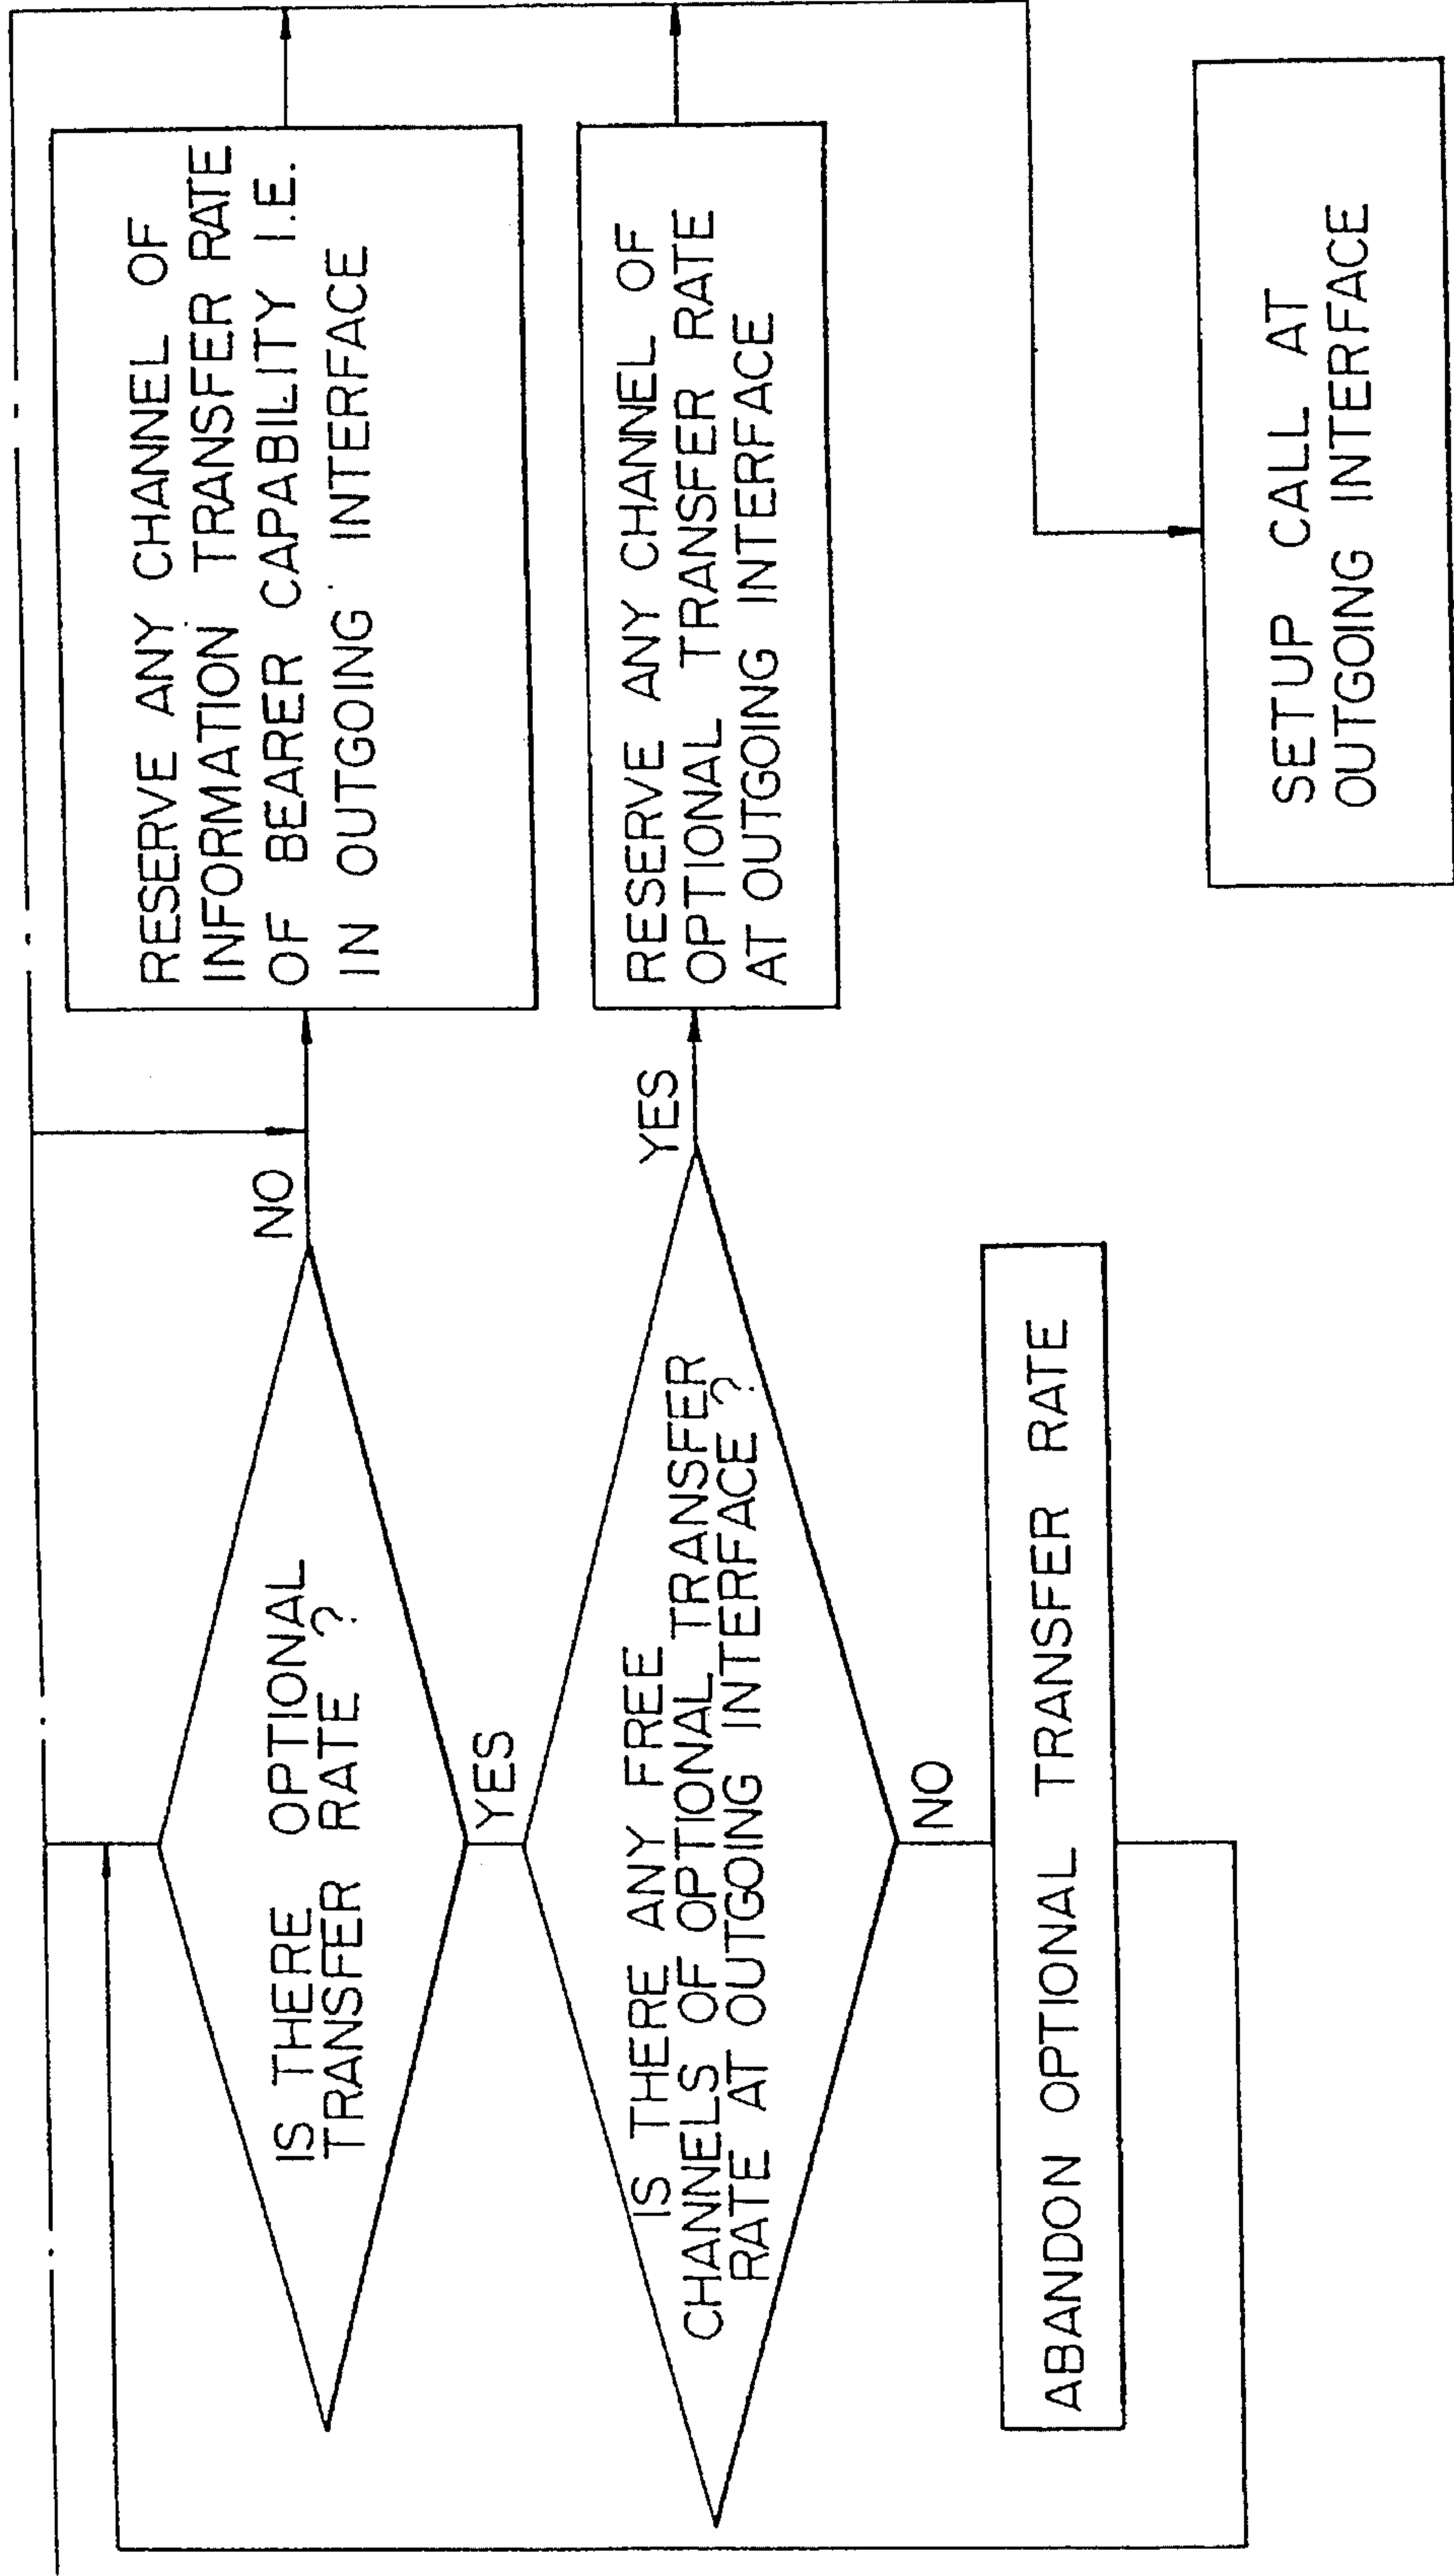 IS THERE OPTIONAL
TRANSFER RATE ?
NO
RESERVE ANY CHANNEL OF
INFORMATION TRANSFER RATE
OF BEARER CAPABILITY I.E.
IN OUTGOING INTERFACE
YES
IS THERE ANY FREE
CHANNELS OF OPTIONAL TRANSFER
RATE AT OUTGOING INTERFACE ?
YES
RESERVE ANY CHANNEL OF
OPTIONAL TRANSFER RATE
AT OUTGOING INTERFACE
NO
ABANDON OPTIONAL TRANSFER RATE
SETUP CALL AT
OUTGOING INTERFACE